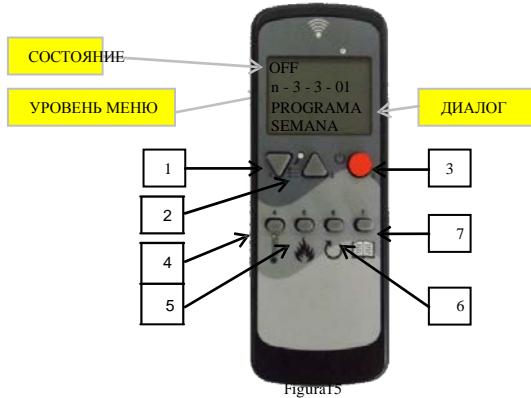 СОСТОЯНИЕ
УРОВЕНЬ МЕНЮ
OFF
n - 3 - 3 - 01
PROGRAMA
SEMANA
ДИАЛОГ
1
2
3
4
5
6
7
Figura15